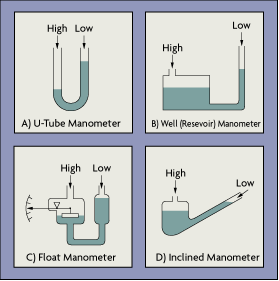 High Low
A) U-Tube Manometer
High Low
B) Well (Resevoir) Manometer
High Low
C) Float Manometer
High Low
D) Inclined Manometer